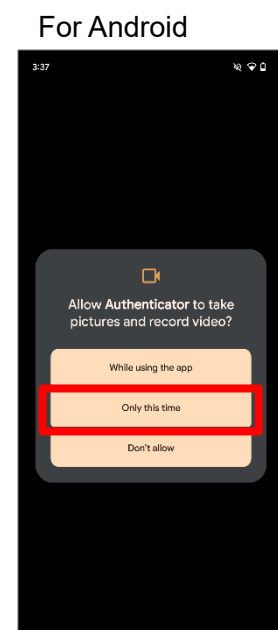 For Android
3:37
Allow Authenticator to take
pictures and record video?
While using the app
Only this time
Don't allow